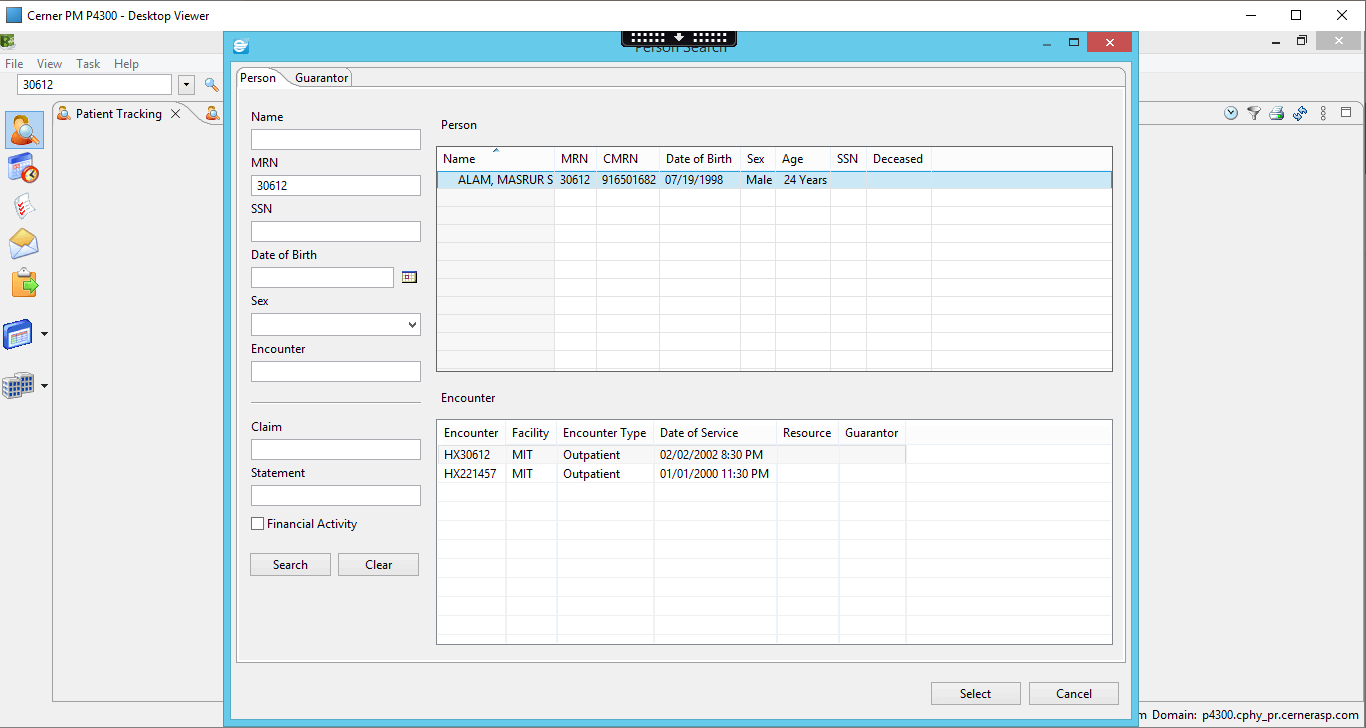 Cerner PM P4300 - Desktop Viewer
Person Search
File View Task Help
30612
Person Guarantor
Patient Tracking
Name
Person
MRN
Name MRN CMRN Date of Birth Sex Age SSN Deceased
30612
ALAM, MASRUR S 30612 916501682 07/19/1998 Male 24 Years
SSN
Date of Birth
Sex
Encounter
Encounter
Claim
Encounter Facility Encounter Type Date of Service Resource Guarantor
HX30612 MIT Outpatient 02/02/2002 8:30 PM
Statement
HX221457 MIT Outpatient 01/01/2000 11:30 PM
Financial Activity
Search Clear
Select Cancel
m Domain: p4300.cphy_pr.cernerasp.com